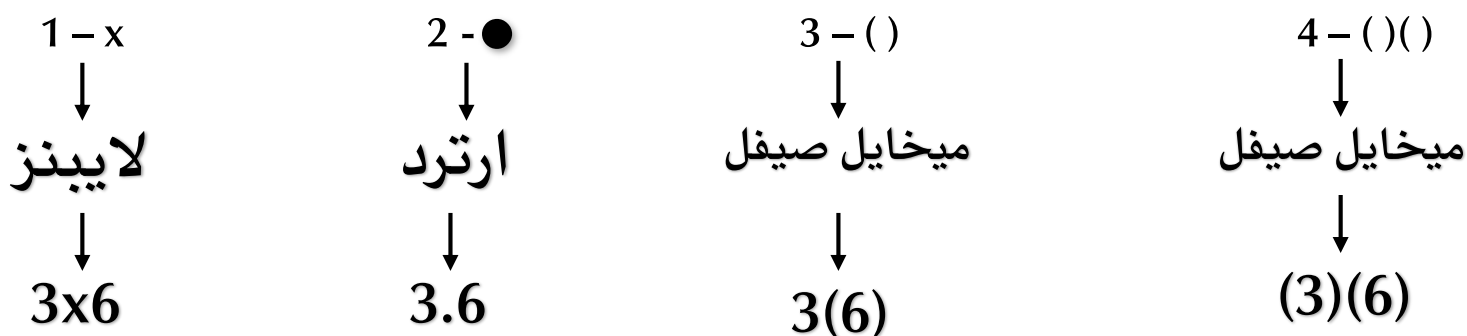 1 – x
2 - ●
3 – ( )
4 – ( )( )
لايبنز
ارترد
ميخايل صيفل
ميخايل صيفل
3x6
3.6
3(6)
(3)(6)